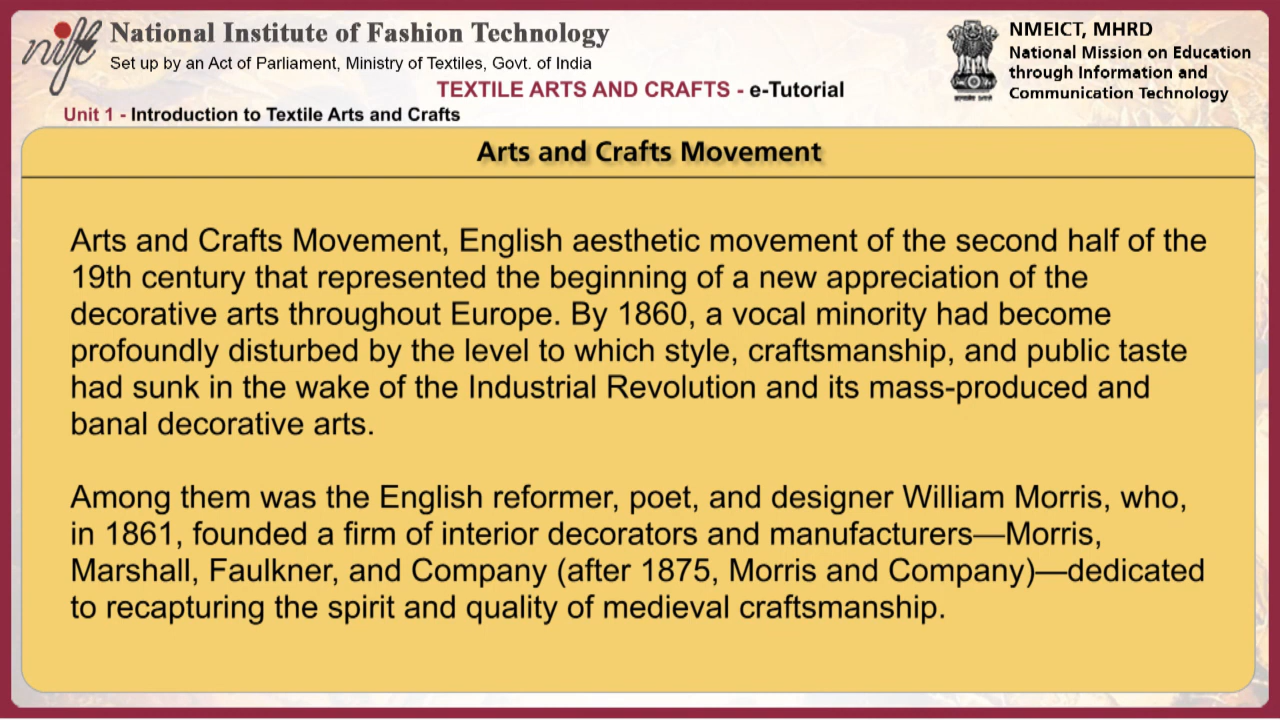 nift
National Institute of Fashion Technology
Set up by an Act of Parliament, Ministry of Textiles, Govt. of India
NMEICT, MHRD
National Mission on Education
through Information and
Communication Technology
TEXTILE ARTS AND CRAFTS - e-Tutorial
Unit 1 - Introduction to Textile Arts and Crafts
Arts and Crafts Movement
Arts and Crafts Movement, English aesthetic movement of the second half of the
19th century that represented the beginning of a new appreciation of the
decorative arts throughout Europe. By 1860, a vocal minority had become
profoundly disturbed by the level to which style, craftsmanship, and public taste
had sunk in the wake of the Industrial Revolution and its mass-produced and
banal decorative arts.
Among them was the English reformer, poet, and designer William Morris, who,
in 1861, founded a firm of interior decorators and manufacturers—Morris,
Marshall, Faulkner, and Company (after 1875, Morris and Company)—dedicated
to recapturing the spirit and quality of medieval craftsmanship.